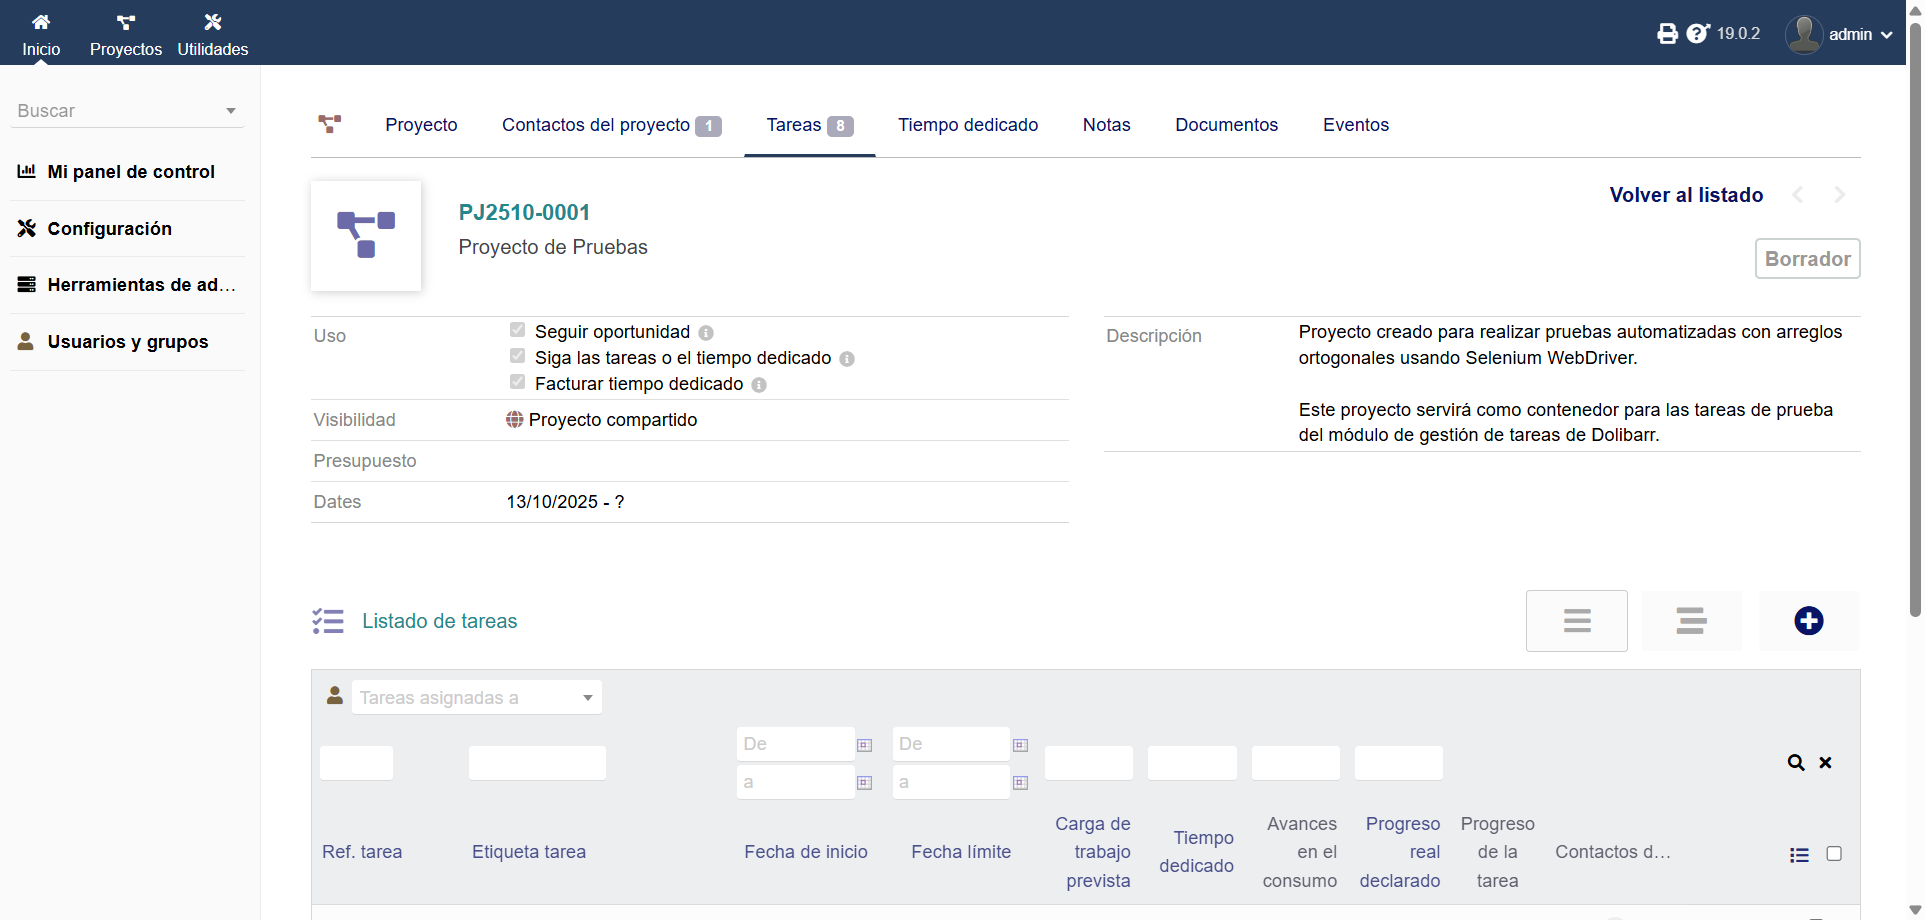 Inicio
Proyectos
Utilidades
19.0.2
admin
Buscar
Mi panel de control
Configuración
Herramientas de ad...
Usuarios y grupos
Proyecto
Contactos del proyecto 1
Tareas 8
Tiempo dedicado
Notas
Documentos
Eventos
PJ2510-0001
Proyecto de Pruebas
Volver al listado
Borrador
Uso
Seguir oportunidad
Siga las tareas o el tiempo dedicado
Facturar tiempo dedicado
Visibilidad
Proyecto compartido
Presupuesto
Dates
13/10/2025 - ?
Descripción
Proyecto creado para realizar pruebas automatizadas con arreglos
ortogonales usando Selenium WebDriver.
Este proyecto servirá como contenedor para las tareas de prueba
del módulo de gestión de tareas de Dolibarr.
Listado de tareas
Tareas asignadas a
De
De
a
a
Ref. tarea
Etiqueta tarea
Fecha de inicio
Fecha límite
Carga de
trabajo
prevista
Tiempo
dedicado
Avances
en el
consumo
Progreso
real
declarado
Progreso
de la
tarea
Contactos d...